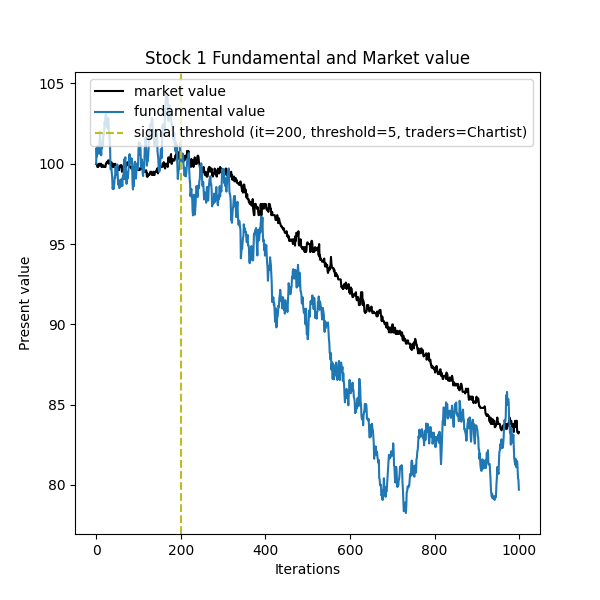 Stock 1 Fundamental and Market value
market value
fundamental value
signal threshold (it=200, threshold=5, traders=Chartist)
Present value
105
100
95
90
85
80
0 200 400 600 800 1000
Iterations